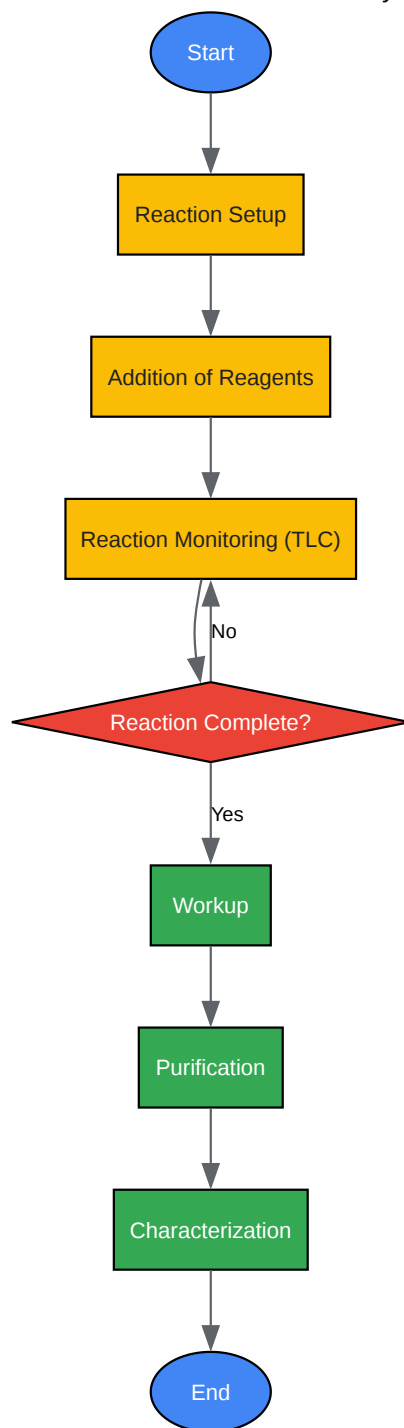 Start
Reaction Setup
Addition of Reagents
Reaction Monitoring (TLC)
No
Reaction Complete?
Yes
Workup
Purification
Characterization
End